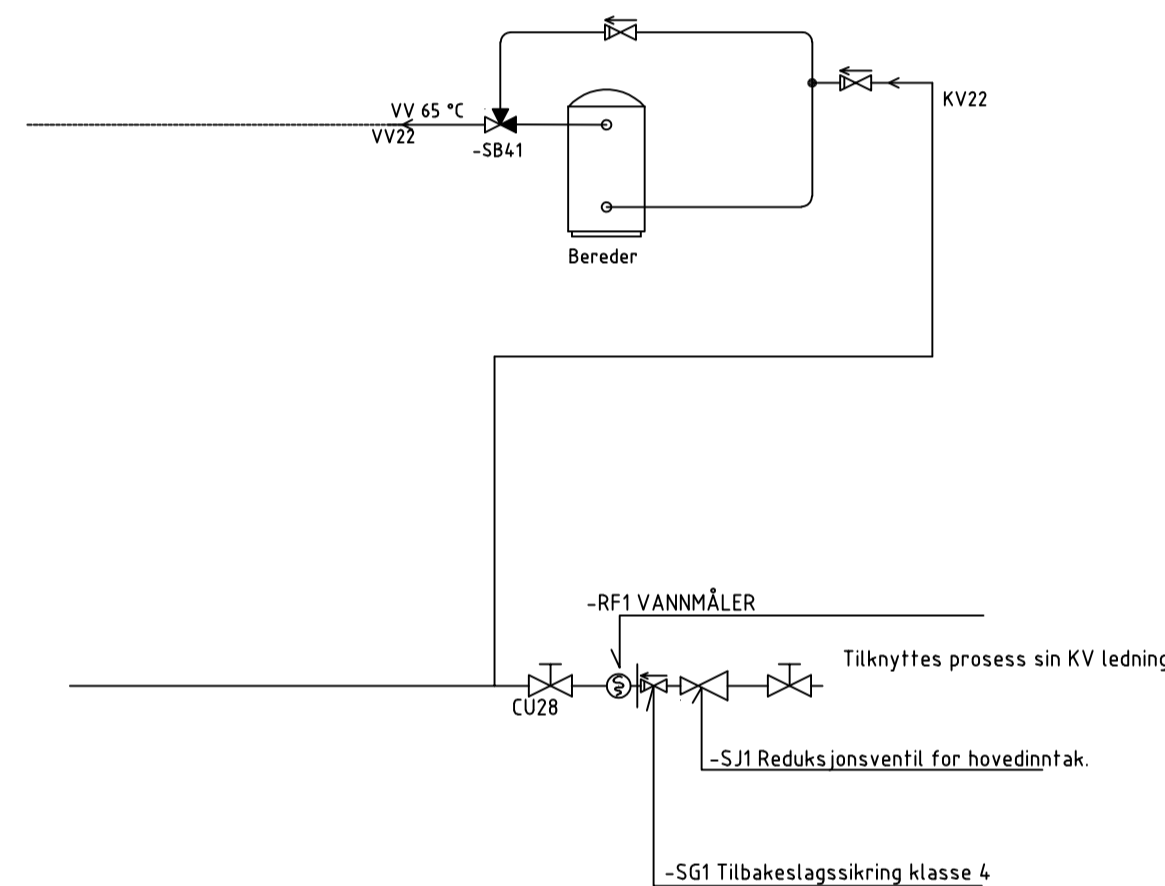 KV22
VV 65 °C
VV22
-SB41
Bereder
-RF1 VANNMÅLER
Tilknyttes prosess sin KV ledning
CU28
-SJ1 Reduksjonsventil for hovedinntak.
-SG1 Tilbakeslagssikring klasse 4